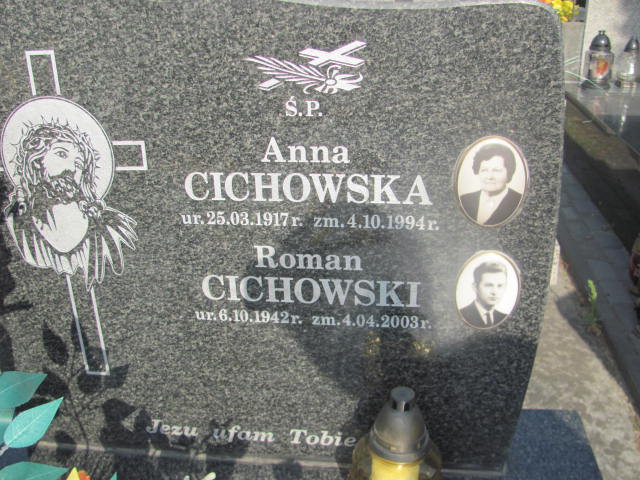 Ś.P.
Anna
CICHOWSKA
ur. 25.03.1917 r. zm. 4.10.1994 r.
Roman
CICHOWSKI
ur. 6.10.1942 r. zm. 4.04.2003 r.
Jezu ufam Tobie